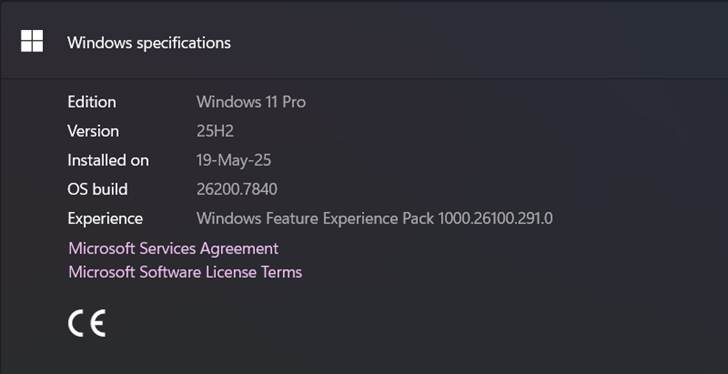 Windows specifications
Edition Windows 11 Pro
Version 25H2
Installed on 19-May-25
OS build 26200.7840
Experience Windows Feature Experience Pack 1000.26100.291.0
Microsoft Services Agreement
Microsoft Software License Terms
CE